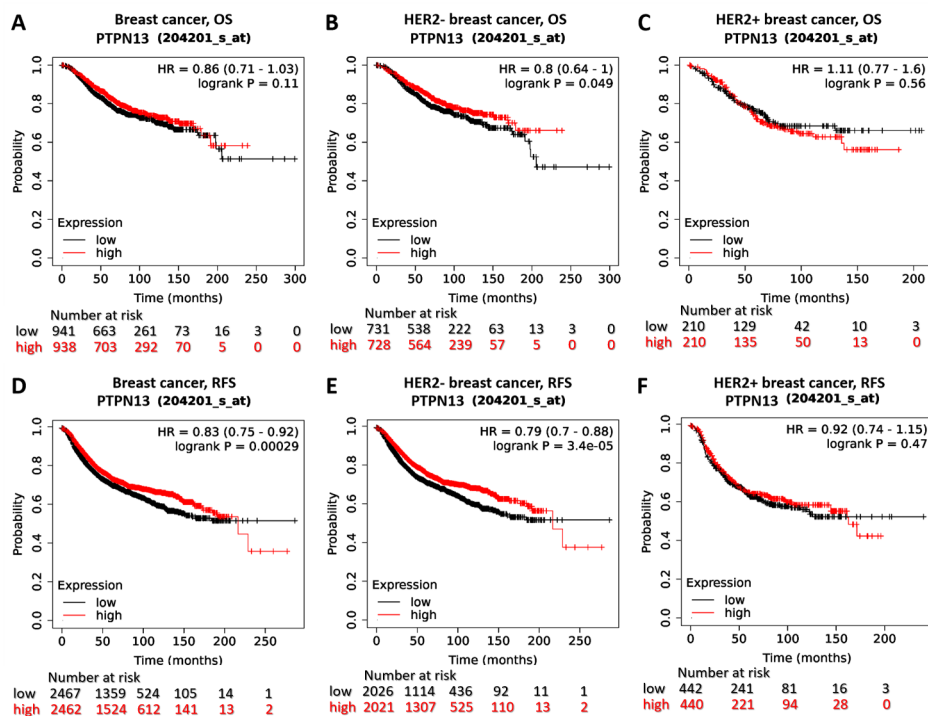 A
Breast cancer, OS
PTPN13 (204201_s_at)
HR = 0.86 (0.71 - 1.03)
logrank P = 0.11
Probability
1.0
0.8
0.6
0.4
0.2
0.0
Expression
low
high
0 50 100 150 200 250 300
Time (months)
Number at risk
low 941 663 261 73 16 3 0
high 938 703 292 70 5 0 0
B
HER2- breast cancer, OS
PTPN13 (204201_s_at)
HR = 0.8 (0.64 - 1)
logrank P = 0.049
Probability
1.0
0.8
0.6
0.4
0.2
0.0
Expression
low
high
0 50 100 150 200 250 300
Time (months)
Number at risk
low 731 538 222 63 13 3 0
high 728 564 239 57 5 0 0
C
HER2+ breast cancer, OS
PTPN13 (204201_s_at)
HR = 1.11 (0.77 - 1.6)
logrank P = 0.56
Probability
1.0
0.8
0.6
0.4
0.2
0.0
Expression
low
high
0 50 100 150 200
Time (months)
Number at risk
low 210 129 42 10 3
high 210 135 50 13 0
D
Breast cancer, RFS
PTPN13 (204201_s_at)
HR = 0.83 (0.75 - 0.92)
logrank P = 0.00029
Probability
1.0
0.8
0.6
0.4
0.2
0.0
Expression
low
high
0 50 100 150 200 250
Time (months)
Number at risk
low 2467 1359 524 105 14 1
high 2462 1524 612 141 13 2
E
HER2- breast cancer, RFS
PTPN13 (204201_s_at)
HR = 0.79 (0.7 - 0.88)
logrank P = 3.4e-05
Probability
1.0
0.8
0.6
0.4
0.2
0.0
Expression
low
high
0 50 100 150 200 250
Time (months)
Number at risk
low 2026 1114 436 92 11 1
high 2021 1307 525 110 13 2
F
HER2+ breast cancer, RFS
PTPN13 (204201_s_at)
HR = 0.92 (0.74 - 1.15)
logrank P = 0.47
Probability
1.0
0.8
0.6
0.4
0.2
0.0
Expression
low
high
0 50 100 150 200
Time (months)
Number at risk
low 442 241 81 16 3
high 440 221 94 28 0